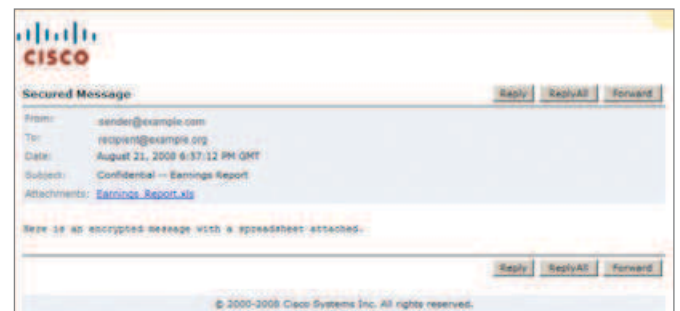 CISCO
Secured Message Reply ReplyAll Forward
From: sender@example.com
To: recipient@example.org
Date: August 21, 2008 6:57:12 PM GMT
Subject: Confidential -- Earnings Report
Attachments: Earnings_Report.xls
Here is an encrypted message with a spreadsheet attached.
Reply ReplyAll Forward
© 2000-2008 Cisco Systems Inc. All rights reserved.